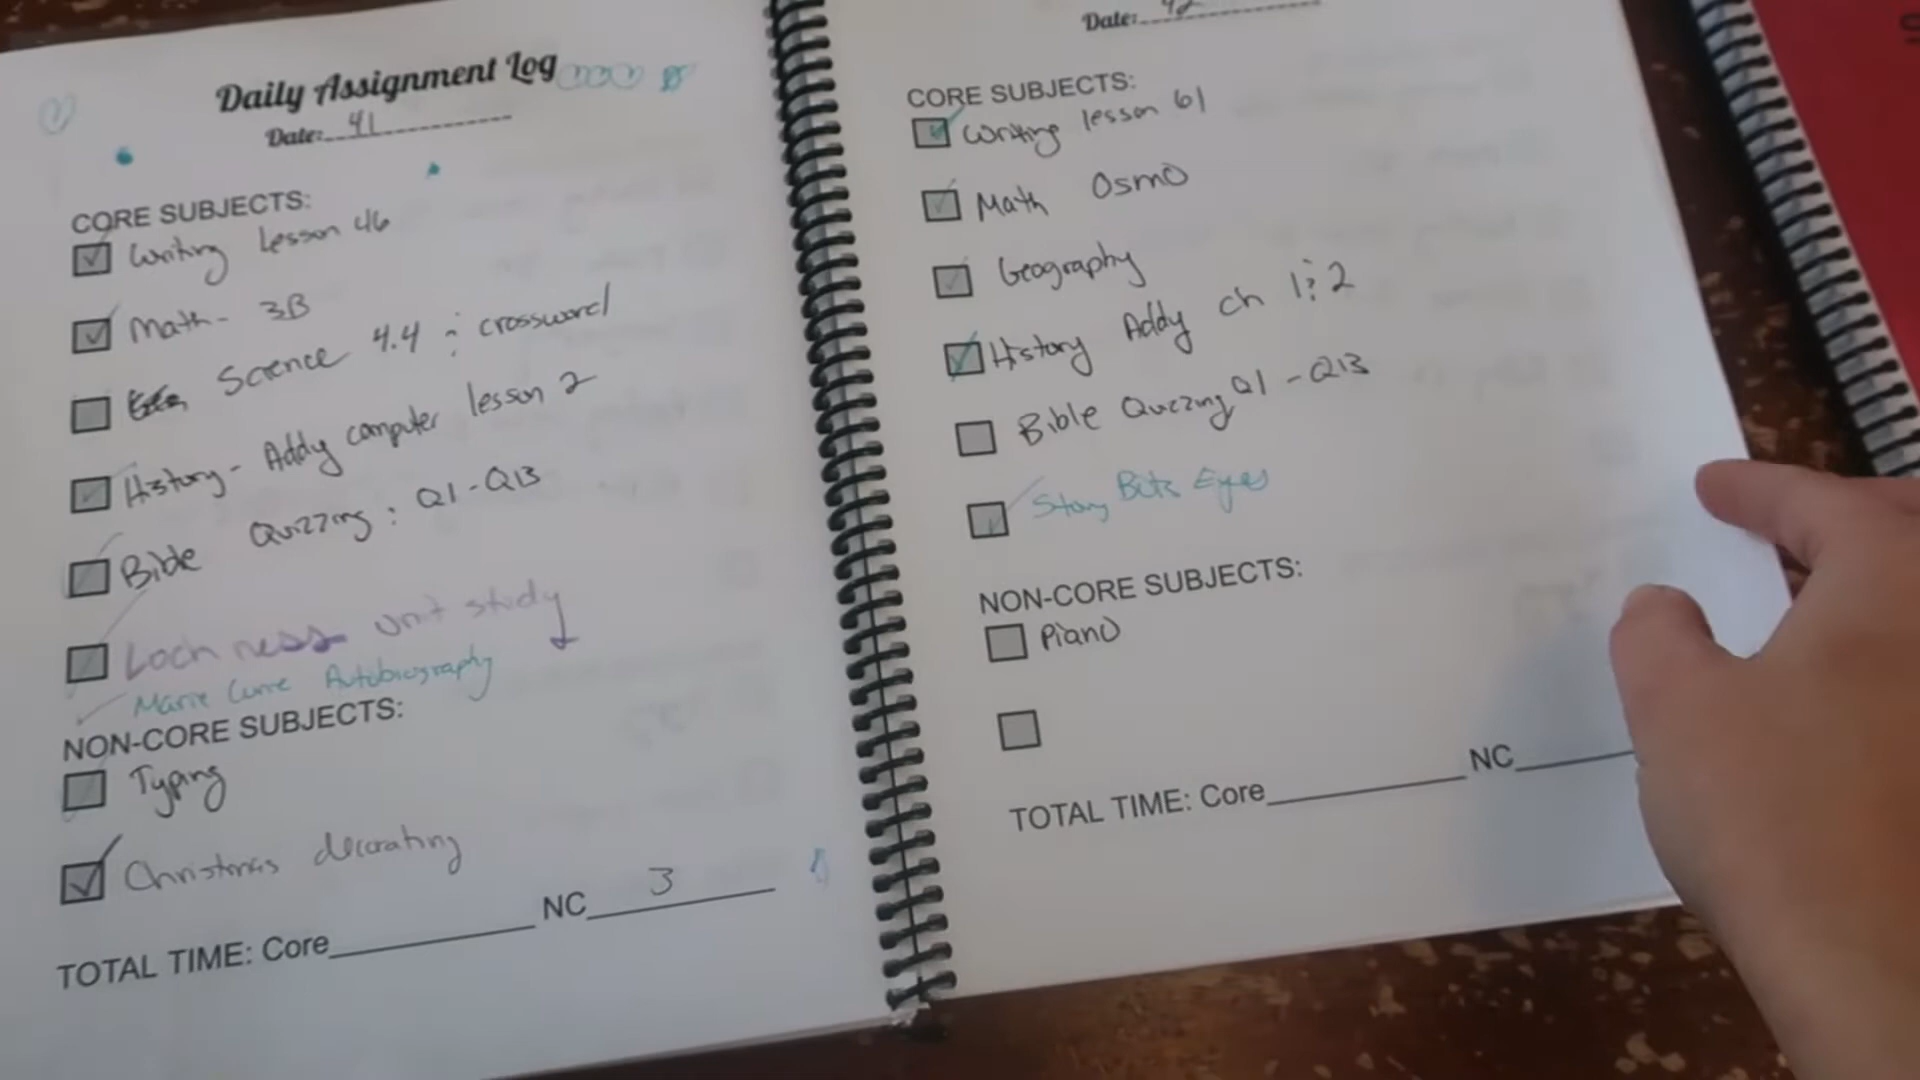 Daily Assignment Log
Date: 41
CORE SUBJECTS:
Writing Lesson 46
Math - 3B
Science 4.4 ; crossword
History - Addy computer lesson 2
Bible Quizzing: Q1 - Q13
Loch ness unit study
Marie Curie Autobiography
NON-CORE SUBJECTS:
Typing
Christmas decorating
TOTAL TIME: Core NC 3
Date: 42
CORE SUBJECTS:
Writing lesson 61
Math Osmo
Geography
History Addy ch 1 ; 2
Bible Quizzing Q1 - Q13
Story Bots Eyes
NON-CORE SUBJECTS:
Piano
TOTAL TIME: Core NC